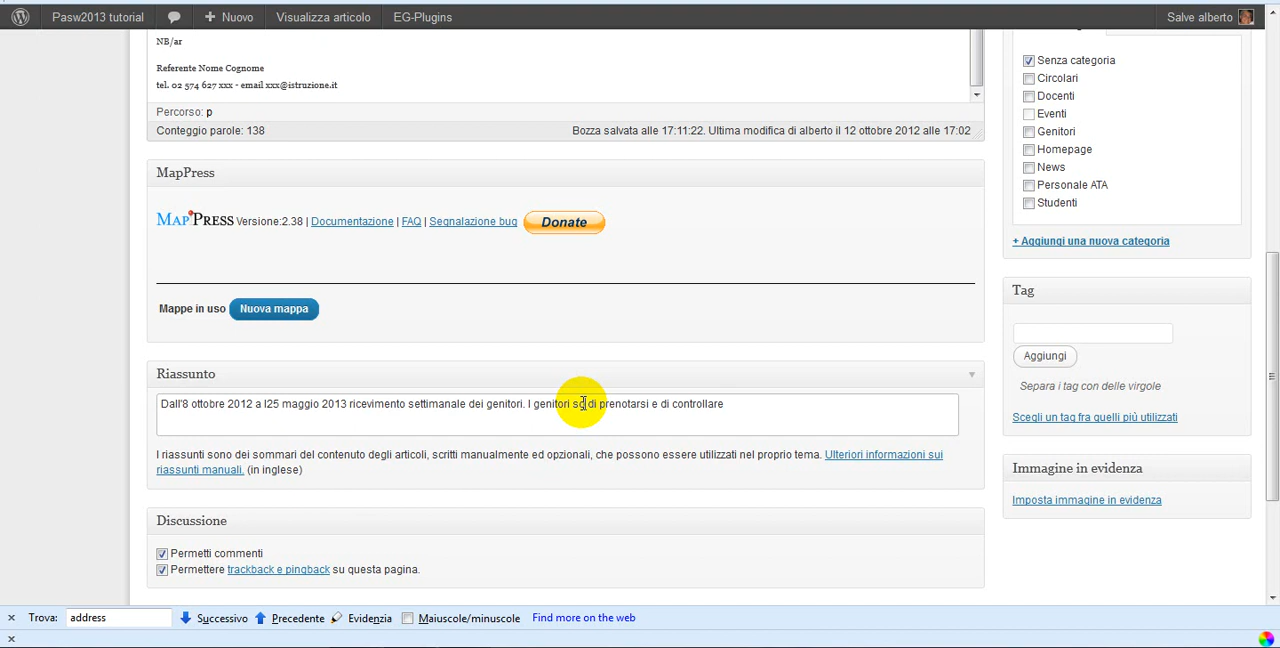 Pasw2013 tutorial
Nuovo
Visualizza articolo
EG-Plugins
Salve alberto
NB/ar
Referente Nome Cognome
tel. 02 574 627 xxx - email xxx@istruzione.it
Percorso: p
Conteggio parole: 138
Bozza salvata alle 17:11:22. Ultima modifica di alberto il 12 ottobre 2012 alle 17:02
MapPress
MAPPRESS Versione:2.38 | Documentazione | FAQ | Segnalazione bug
Donate
Mappe in uso
Nuova mappa
Riassunto
Dall'8 ottobre 2012 a l25 maggio 2013 ricevimento settimanale dei genitori. I genitori so di prenotarsi e di controllare
I riassunti sono dei sommari del contenuto degli articoli, scritti manualmente ed opzionali, che possono essere utilizzati nel proprio tema. Ulteriori informazioni sui
riassunti manuali. (in inglese)
Discussione
Permetti commenti
Permettere trackback e pingback su questa pagina.
Senza categoria
Circolari
Docenti
Eventi
Genitori
Homepage
News
Personale ATA
Studenti
+ Aggiungi una nuova categoria
Tag
Aggiungi
Separa i tag con delle virgole
Scegli un tag fra quelli più utilizzati
Immagine in evidenza
Imposta immagine in evidenza
Trova:
address
Successivo
Precedente
Evidenzia
Maiuscole/minuscole
Find more on the web